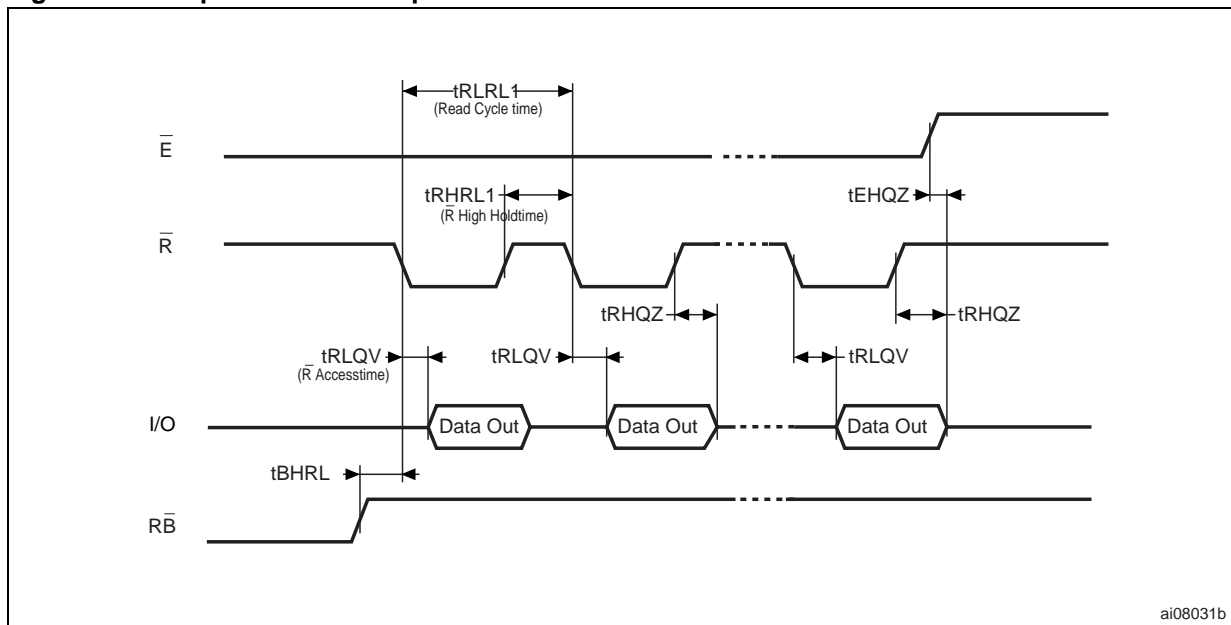 tRLRL1
(Read Cycle time)
E̅
tRHRL1
(R̅ High Holdtime)
tEHQZ
R̅
tRHQZ
tRHQZ
tRLQV
(R̅ Accesstime)
tRLQV
tRLQV
I/O
Data Out
Data Out
Data Out
tBHRL
RB̅
ai08031b